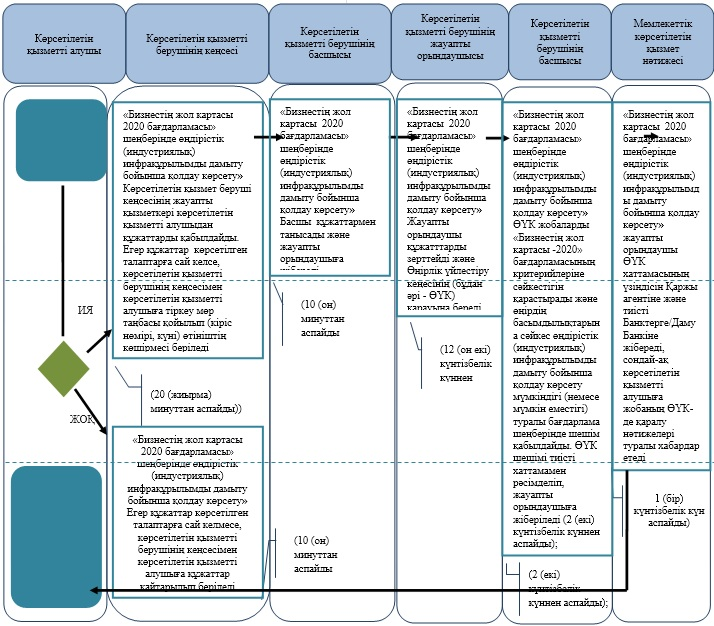 Көрсетілетін
қызметті алушы
Көрсетілетін қызметті
берушінің кеңсесі
Көрсетілетін
қызметті берушінің
басшысы
Көрсетілетін
қызметті берушінің
жауапты
орындаушысы
Көрсетілетін
қызметті
берушінің
басшысы
Мемлекеттік
көрсетілетін
қызмет
нәтижесі
«Бизнестің жол картасы
2020 бағдарламасы»
шеңберінде өндірістік
(индустриялық)
инфрақұрылымды дамыту
бойынша қолдау көрсету»
Көрсетілетін қызмет беруші
кеңсесінің жауапты
қызметкері көрсетілетін
қызметті алушыдан
құжаттарды қабылдайды.
Егер құжаттар көрсетілген
талаптарға сай келсе,
көрсетілетін қызметті
берушінің кеңсесімен
көрсетілетін қызметті
алушыға тіркеу мөр
таңбасы қойылып (кіріс
нөмірі, күні) өтініштің
көшірмесі беріледі
«Бизнестің жол
картасы 2020
бағдарламасы»
шеңберінде
өндірістік
(индустриялық)
инфрақұрылымды
дамыту бойынша
қолдау көрсету»
Басшы құжаттармен
танысады және
жауапты
орындаушыға
жібереді
«Бизнестің жол
картасы 2020
бағдарламасы»
шеңберінде
өндірістік
(индустриялық)
инфрақұрылымды
дамыту бойынша
қолдау көрсету»
Жауапты
орындаушы
құжаттарды
зерттейді және
Өңірлік үйлестіру
кеңесінің (бұдан
әрі - ӨҮК)
қарауына береді
«Бизнестің жол
картасы 2020
бағдарламасы»
шеңберінде
өндірістік
(индустриялық)
инфрақұрылымды
дамыту бойынша
қолдау көрсету»
ӨҮК жобаларды
«Бизнестің жол
картасы -2020»
бағдарламасының
критерийлеріне
сәйкестігін
қарастырады және
өңірдің
басымдылықтарын
а сәйкес өндірістік
(индустриялық)
инфрақұрылымды
дамыту бойынша
қолдау көрсету
мүмкіндігі (немесе
мүмкін еместігі)
туралы бағдарлама
шеңберінде шешім
қабылдайды. ӨҮК
шешімі тиісті
хаттамамен
рәсімделіп,
жауапты
орындаушыға
жіберіледі (2 (екі)
күнтізбелік күннен
аспайды);
«Бизнестің жол
картасы 2020
бағдарламасы»
шеңберінде
өндірістік
(индустриялық)
инфрақұрылымд
ы дамыту
бойынша қолдау
көрсету»
жауапты
орындаушы
ӨҮК
хаттамасының
үзіндісін Қаржы
агентіне және
тиісті
Банктерге/Даму
Банкіне
жібереді,
сондай-ақ
көрсетілетін
қызметті
алушыға
жобаның ӨҮК-
де қаралу
нәтижелері
туралы хабардар
етеді
ИЯ
ЖОҚ
(20 (жиырма)
минуттан аспайды))
(10 (он)
минуттан
аспайды
(12 (он екі)
күнтізбелік
күннен
«Бизнестің жол картасы
2020 бағдарламасы»
шеңберінде өндірістік
(индустриялық)
инфрақұрылымды дамыту
бойынша қолдау көрсету»
Егер құжаттар көрсетілген
талаптарға сай келмесе,
көрсетілетін қызметті
берушінің кеңсесімен
көрсетілетін қызметті
алушыға құжаттар
қайтарылып беріледі
(10 (он)
минуттан
аспайды
(2 (екі)
күнтізбелік
күннен аспайды);
1 (бір)
күнтізбелік күн
аспайды)